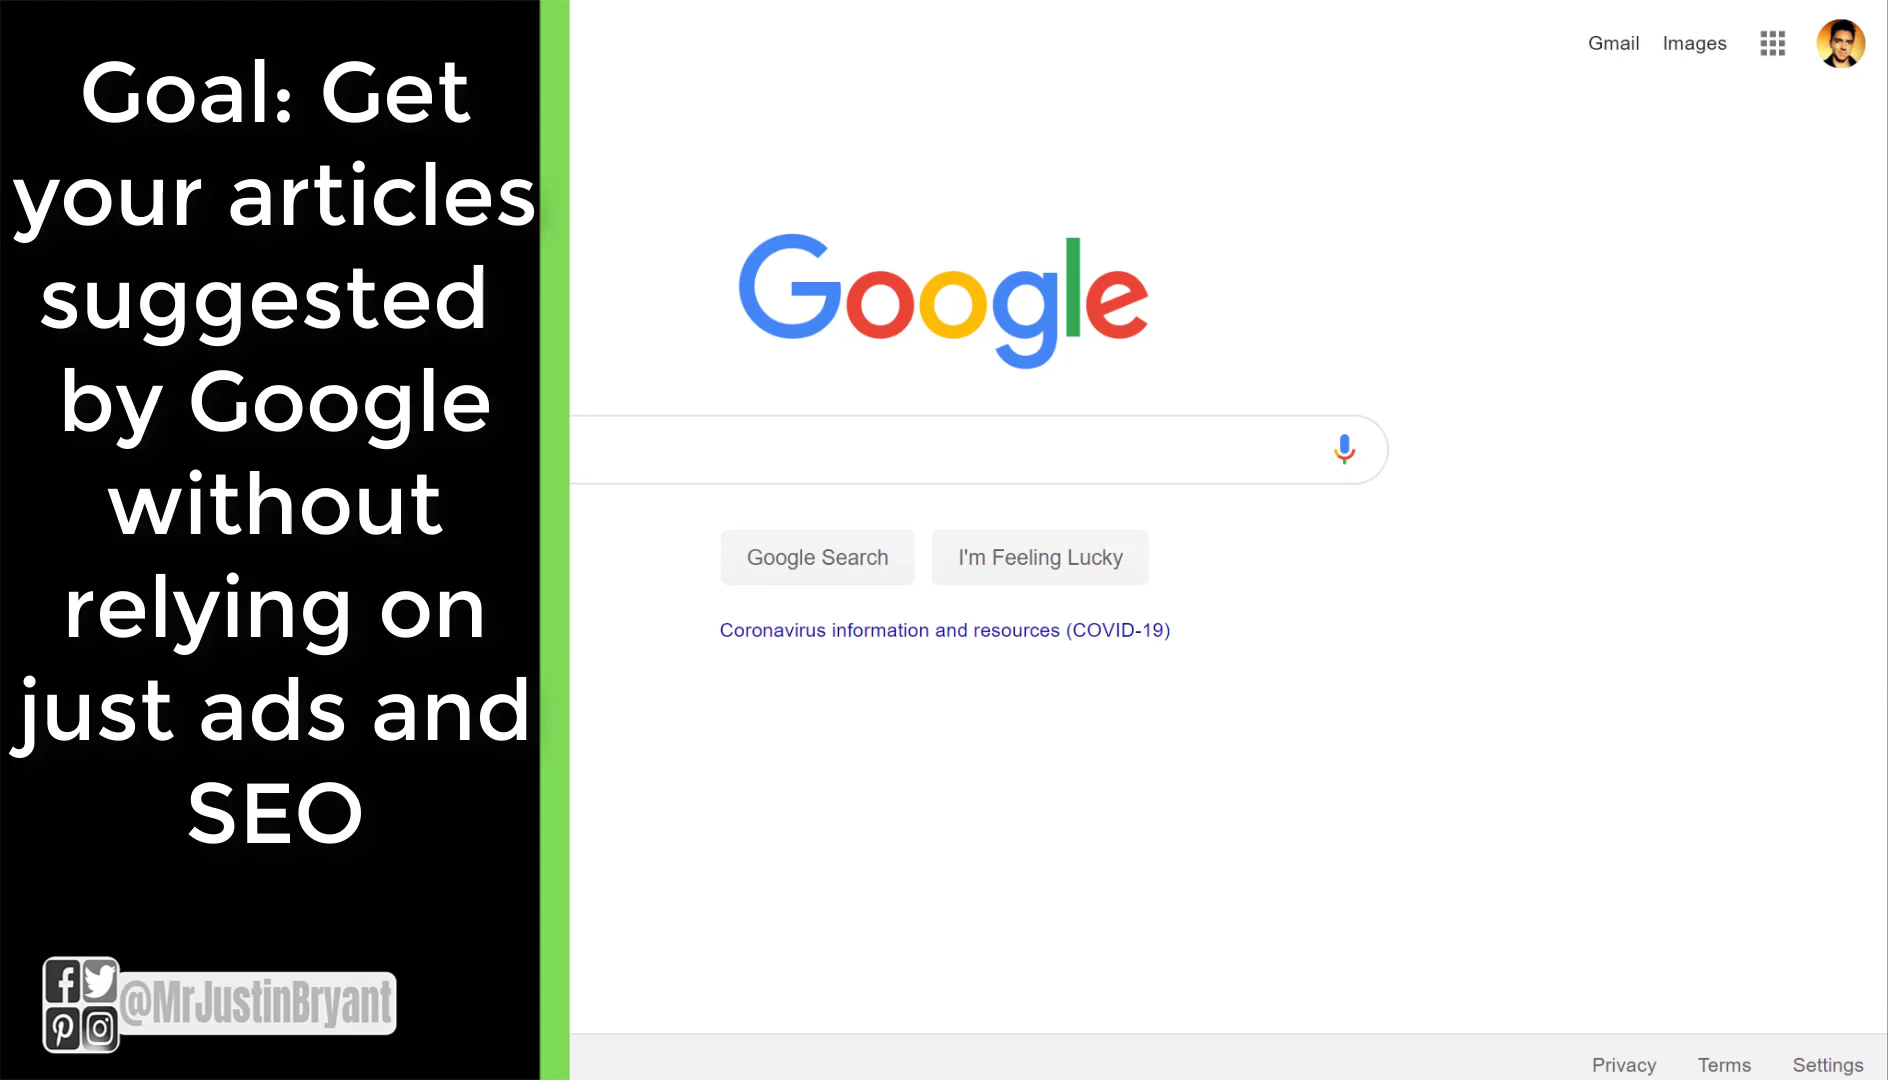 Goal: Get
your articles
suggested
by Google
without
relying on
just ads and
SEO
@MrJustinBryant
Gmail Images
Google
Google Search I'm Feeling Lucky
Coronavirus information and resources (COVID-19)
Privacy Terms Settings